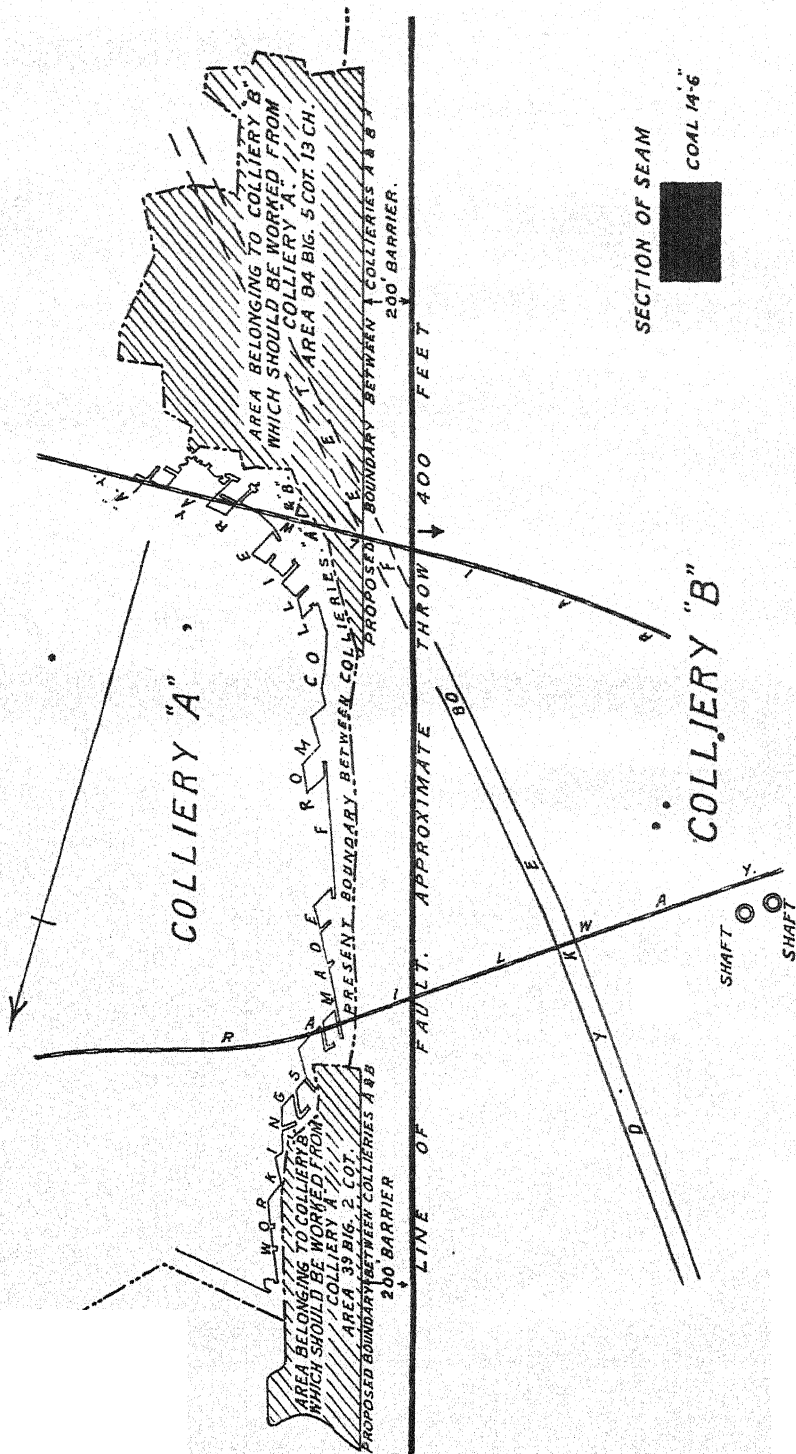 COLLIERY "A"
AREA BELONGING TO COLLIERY B"
WHICH SHOULD BE WORKED FROM
COLLIERY "A".
AREA 84 BIG. 5 COT. 13 CH.
PROPOSED BOUNDARY BETWEEN COLLIERIES A & B
200' BARRIER.
RAILWAY
WORKINGS MADE FROM COLLIERY
PRESENT BOUNDARY BETWEEN COLLIERIES. "A" & "B".
AREA BELONGING TO COLLIERY B"
WHICH SHOULD BE WORKED FROM
COLLIERY A"
AREA 39 BIG. 2 COT.
PROPOSED BOUNDARY BETWEEN COLLIERIES A & B
200' BARRIER
LINE OF FAULT. APPROXIMATE THROW 400 FEET
RAILWAY.
DYKE 80 FEET
COLLIERY "B"
SHAFT
SHAFT
SECTION OF SEAM
COAL 14'6"